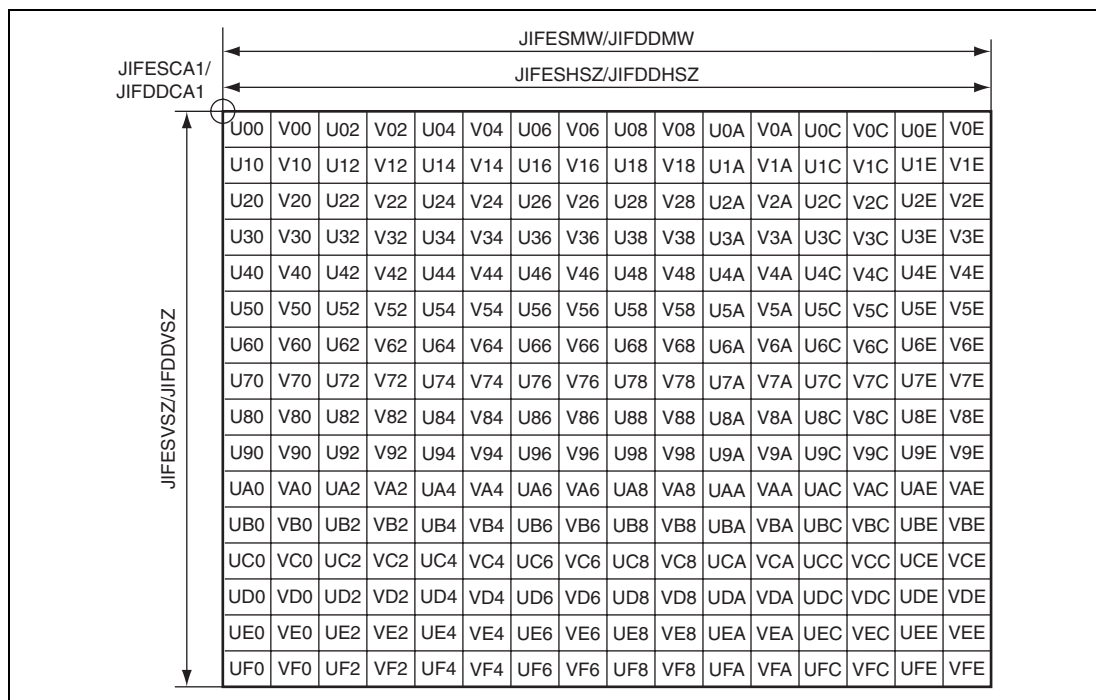 JIFESMW/JIFDDMW
JIFESCA1/
JIFDDCA1
JIFESHSZ/JIFDDHSZ
JIFESVSZ/JIFDDVSZ
U00 V00 U02 V02 U04 V04 U06 V06 U08 V08 U0A V0A U0C V0C U0E V0E
U10 V10 U12 V12 U14 V14 U16 V16 U18 V18 U1A V1A U1C V1C U1E V1E
U20 V20 U22 V22 U24 V24 U26 V26 U28 V28 U2A V2A U2C V2C U2E V2E
U30 V30 U32 V32 U34 V34 U36 V36 U38 V38 U3A V3A U3C V3C U3E V3E
U40 V40 U42 V42 U44 V44 U46 V46 U48 V48 U4A V4A U4C V4C U4E V4E
U50 V50 U52 V52 U54 V54 U56 V56 U58 V58 U5A V5A U5C V5C U5E V5E
U60 V60 U62 V62 U64 V64 U66 V66 U68 V68 U6A V6A U6C V6C U6E V6E
U70 V70 U72 V72 U74 V74 U76 V76 U78 V78 U7A V7A U7C V7C U7E V7E
U80 V80 U82 V82 U84 V84 U86 V86 U88 V88 U8A V8A U8C V8C U8E V8E
U90 V90 U92 V92 U94 V94 U96 V96 U98 V98 U9A V9A U9C V9C U9E V9E
UA0 VA0 UA2 VA2 UA4 VA4 UA6 VA6 UA8 VA8 UAA VAA UAC VAC UAE VAE
UB0 VB0 UB2 VB2 UB4 VB4 UB6 VB6 UB8 VB8 UBA VBA UBC VBC UBE VBE
UC0 VC0 UC2 VC2 UC4 VC4 UC6 VC6 UC8 VC8 UCA VCA UCC VCC UCE VCE
UD0 VD0 UD2 VD2 UD4 VD4 UD6 VD6 UD8 VD8 UDA VDA UDC VDC UDE VDE
UE0 VE0 UE2 VE2 UE4 VE4 UE6 VE6 UE8 VE8 UEA VEA UEC VEC UEE VEE
UF0 VF0 UF2 VF2 UF4 VF4 UF6 VF6 UF8 VF8 UFA VFA UFC VFC UFE VFE